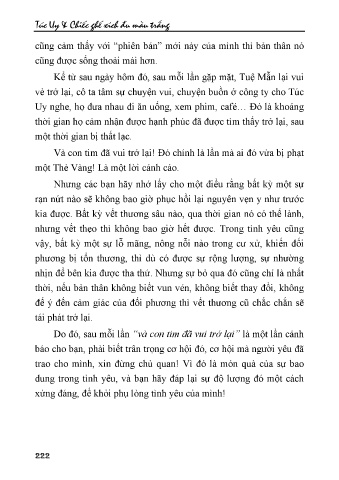 Túc Uy & Chiếc ghế xích đu màu trắng
cũng cảm thấy với “phiên bản” mới này của mình thì bản thân nó
cũng được sống thoải mái hơn.
Kể từ sau ngày hôm đó, sau mỗi lần gặp mặt, Tuệ Mẫn lại vui
vẻ trở lại, cô ta tâm sự chuyện vui, chuyện buồn ở công ty cho Túc
Uy nghe, họ đưa nhau đi ăn uống, xem phim, café… Đó là khoảng
thời gian họ cảm nhận được hạnh phúc đã được tìm thấy trở lại, sau
một thời gian bị thất lạc.
Và con tim đã vui trở lại! Đó chính là lần mà ai đó vừa bị phạt
một Thẻ Vàng! Là một lời cảnh cáo.
Nhưng các bạn hãy nhớ lấy cho một điều rằng bất kỳ một sự
rạn nứt nào sẽ không bao giờ phục hồi lại nguyên vẹn y như trước
kia được. Bất kỳ vết thương sâu nào, qua thời gian nó có thể lành,
nhưng vết theo thì không bao giờ hết được. Trong tình yêu cũng
vậy, bất kỳ một sự lỗ mãng, nông nỗi nào trong cư xử, khiến đối
phương bị tổn thương, thì dù có được sự rộng lượng, sự nhường
nhịn để bên kia được tha thứ. Nhưng sự bỏ qua đó cũng chỉ là nhất
thời, nếu bản thân không biết vun vén, không biết thay đổi, không
để ý đến cảm giác của đối phương thì vết thương cũ chắc chắn sẽ
tái phát trở lại.
Do đó, sau mỗi lần “và con tim đã vui trở lại” là một lần cảnh
báo cho bạn, phải biết trân trọng cơ hội đó, cơ hội mà người yêu đã
trao cho mình, xin đừng chủ quan! Vì đó là món quà của sự bao
dung trong tình yêu, và bạn hãy đáp lại sự độ lượng đó một cách
xứng đáng, để khỏi phụ lòng tình yêu của mình!
222